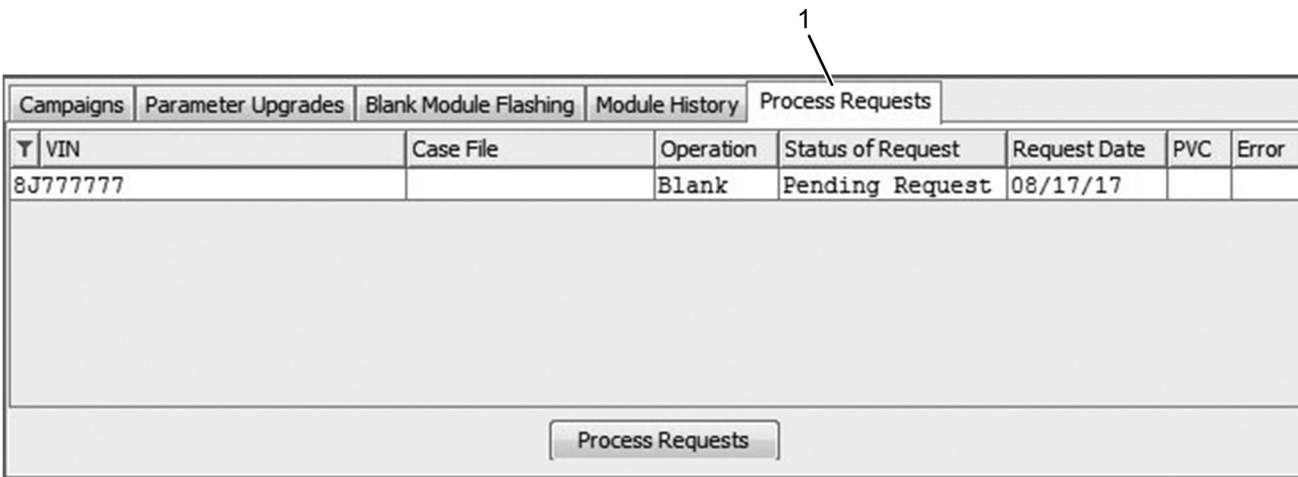 1
Campaigns Parameter Upgrades Blank Module Flashing Module History Process Requests
VIN Case File Operation Status of Request Request Date PVC Error
8J777777 Blank Pending Request 08/17/17
Process Requests